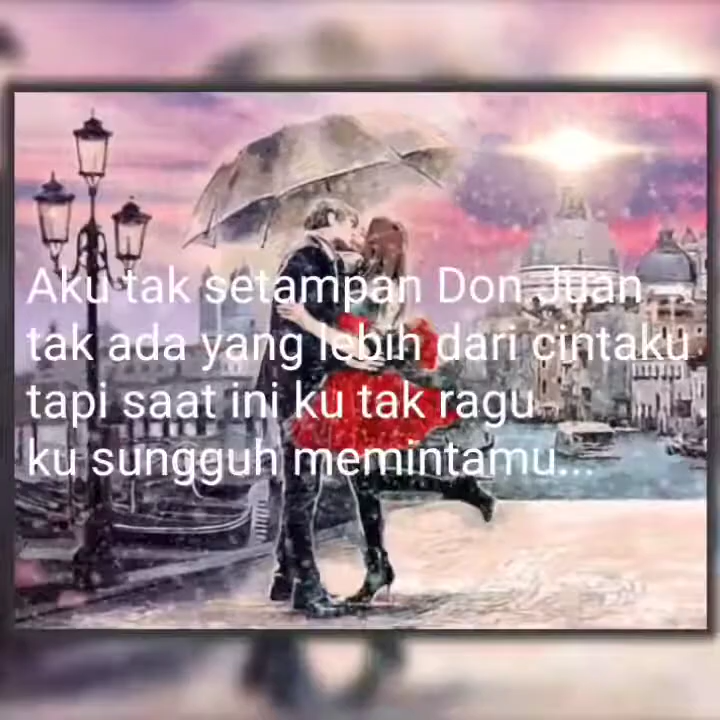 Aku tak setampan Don Juan
tak ada yang lebih dari cintaku
tapi saat ini ku tak ragu
ku sungguh memintamu...